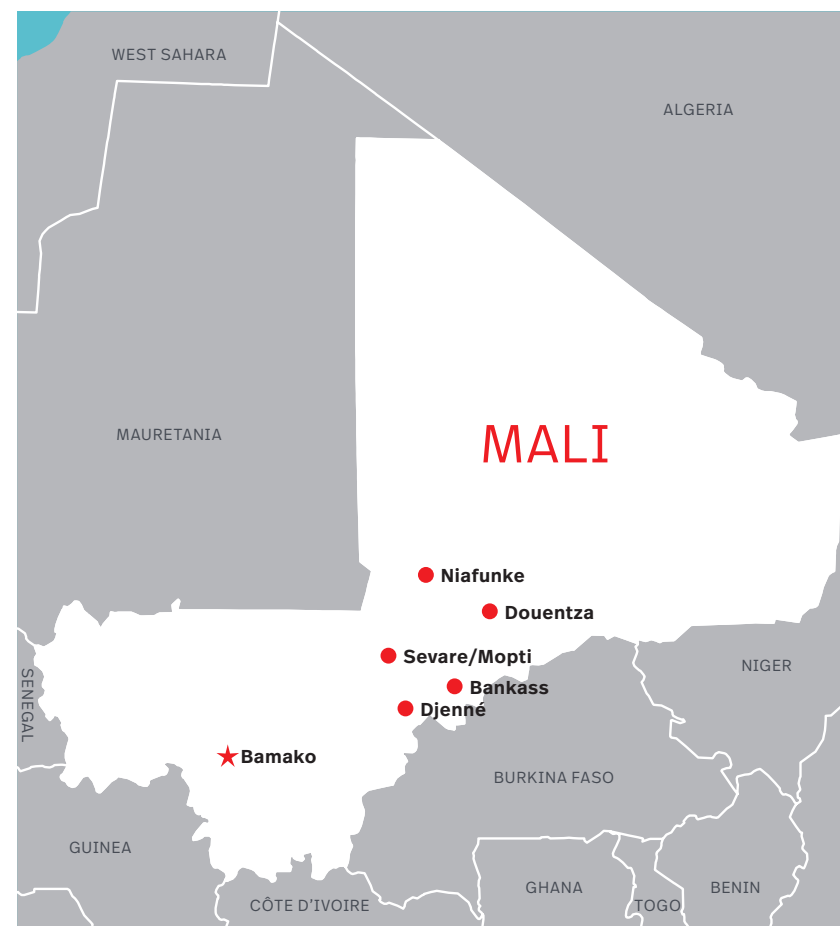 WEST SAHARA
ALGERIA
MAURETANIA
MALI
Niafunke
Douentza
Sevare/Mopti
NIGER
SENEGAL
Bankass
Djenné
Bamako
BURKINA FASO
GUINEA
GHANA
BENIN
CÔTE D'IVOIRE
TOGO